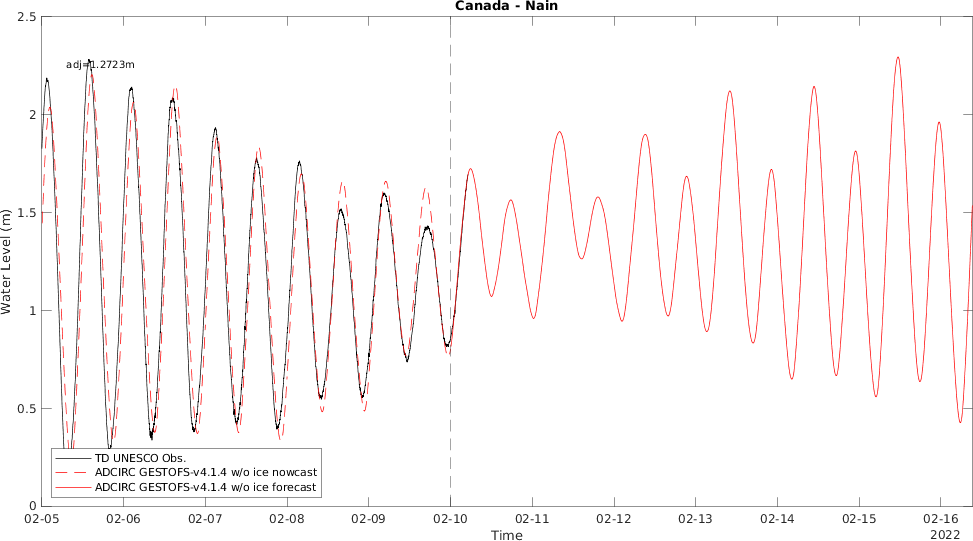 Canada - Nain
2.5
2
1.5
1
0.5
0
Water Level (m)
adj=1.2723m
TD UNESCO Obs.
ADCIRC GESTOFS-v4.1.4 w/o ice nowcast
ADCIRC GESTOFS-v4.1.4 w/o ice forecast
02-05 02-06 02-07 02-08 02-09 02-10 02-11 02-12 02-13 02-14 02-15 02-16
2022
Time